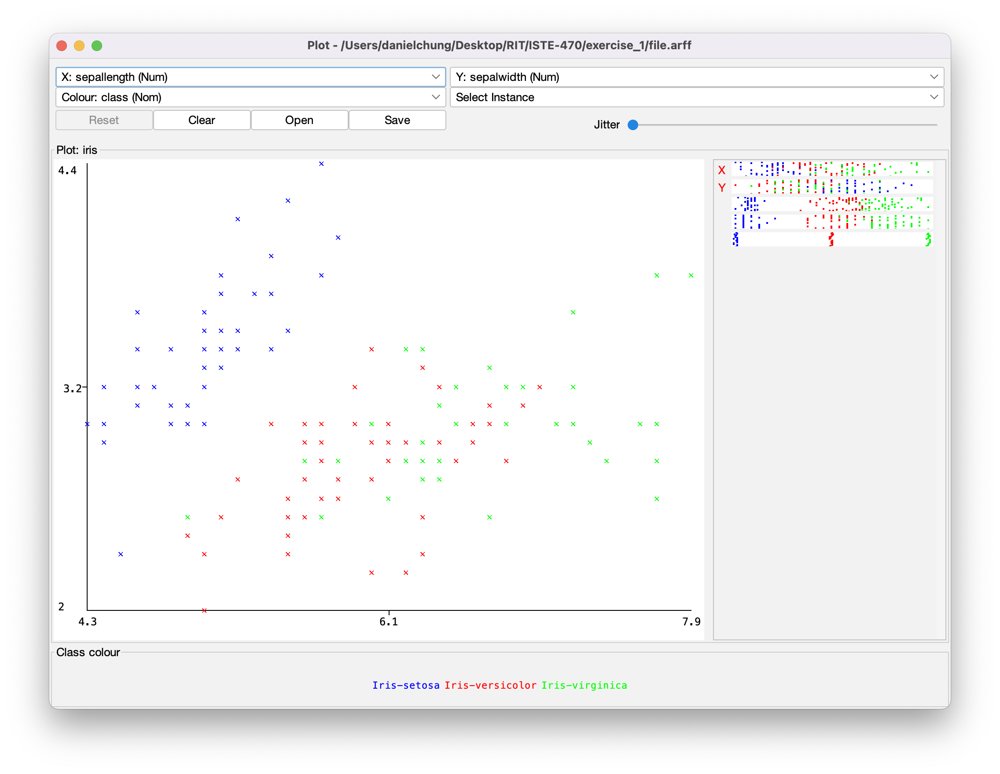 Plot - /Users/danielchung/Desktop/RIT/ISTE-470/exercise_1/file.arff
X: sepallength (Num)
Y: sepalwidth (Num)
Colour: class (Nom)
Select Instance
Reset
Clear
Open
Save
Jitter
Plot: iris
4.4
3.2
2
4.3
6.1
7.9
X
Y
Class colour
Iris-setosa Iris-versicolor Iris-virginica